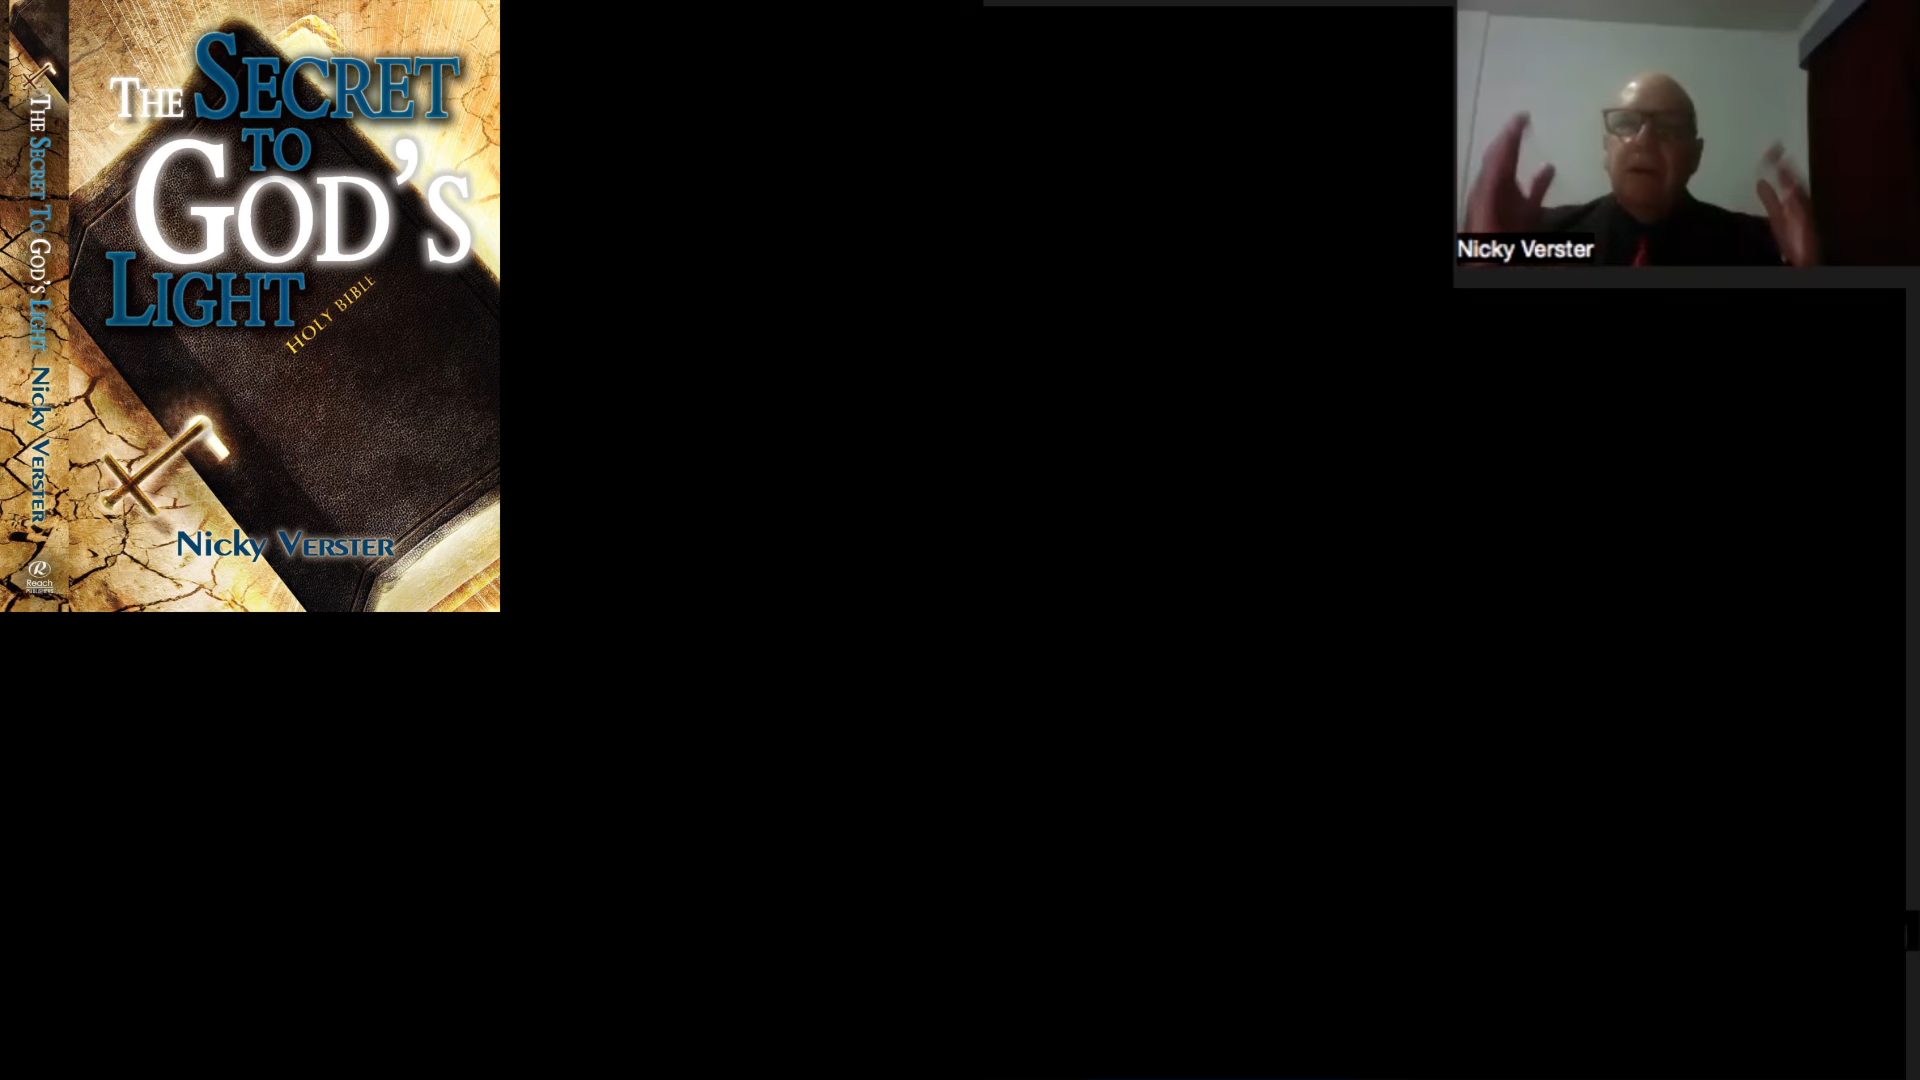 THE SECRET TO GOD'S LIGHT NICKY VERSTER
Reach
PUBLISHERS
THE SECRET
TO
GOD'S
LIGHT
HOLY BIBLE
NICKY VERSTER
Nicky Verster